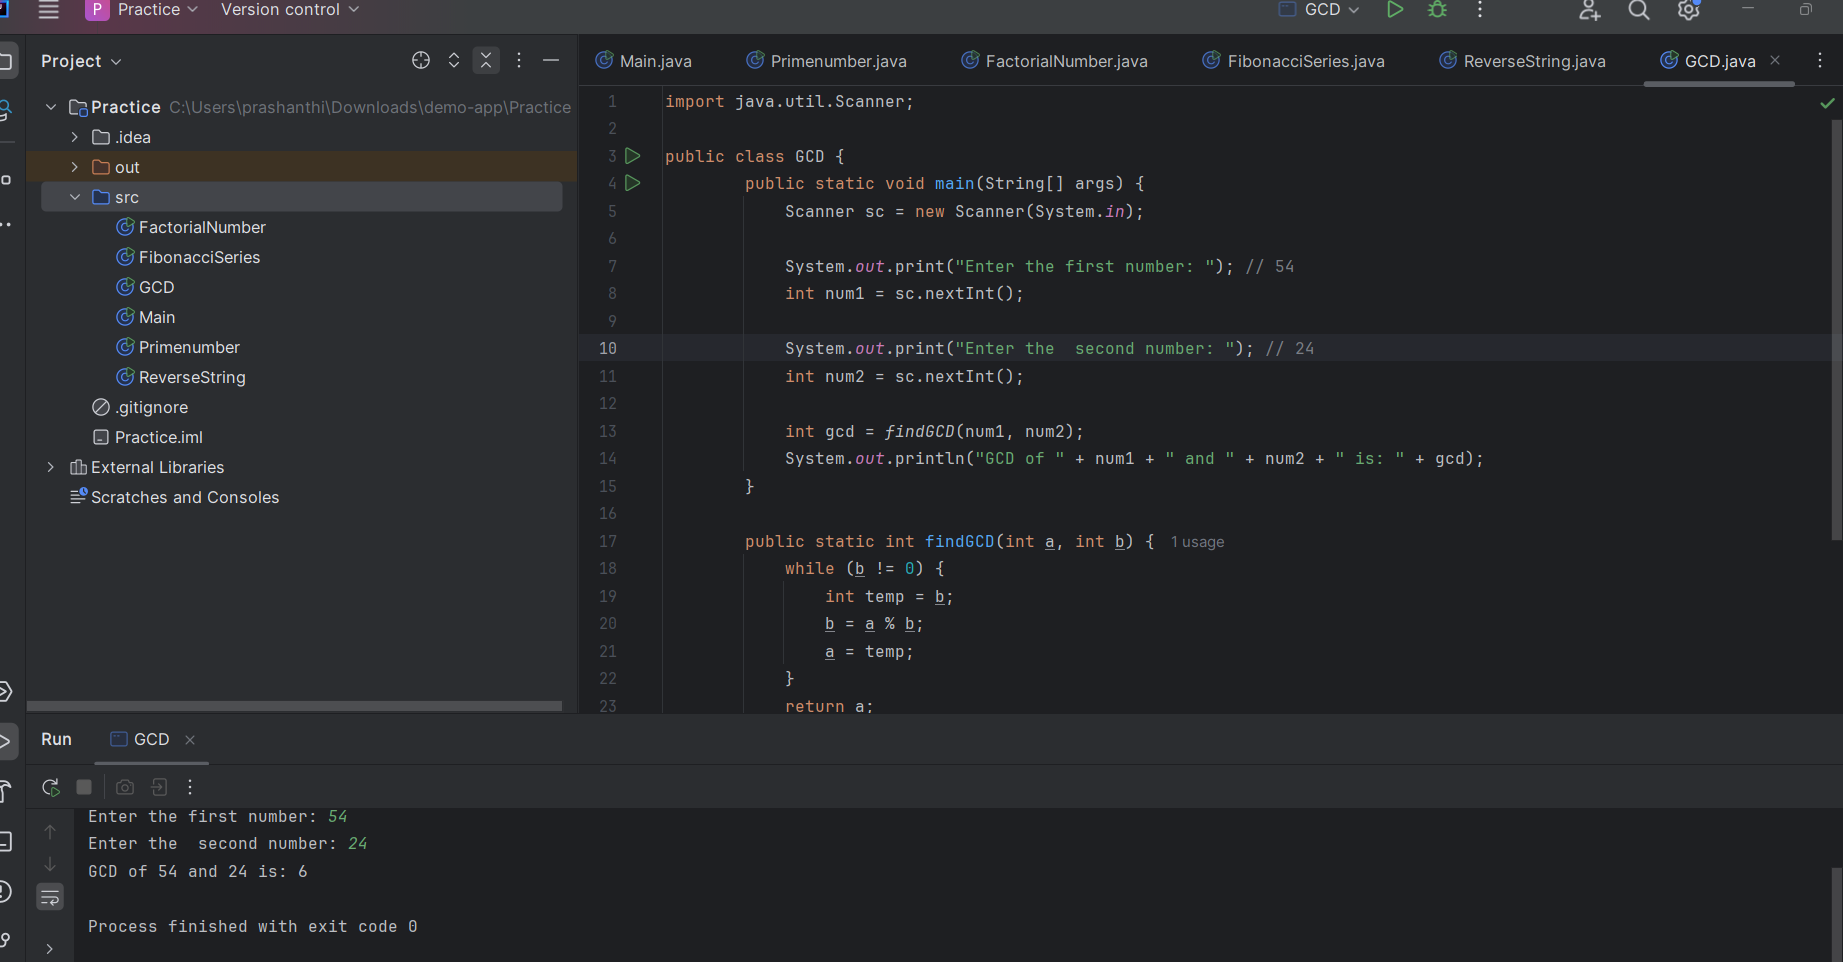 P Practice Version control GCD
Project
Practice C:\Users\prashanthi\Downloads\demo-app\Practice
.idea
out
src
FactorialNumber
FibonacciSeries
GCD
Main
Primenumber
ReverseString
.gitignore
Practice.iml
External Libraries
Scratches and Consoles
Main.java Primenumber.java FactorialNumber.java FibonacciSeries.java ReverseString.java GCD.java
1 import java.util.Scanner;
2
3 public class GCD {
4 public static void main(String[] args) {
5 Scanner sc = new Scanner(System.in);
6
7 System.out.print("Enter the first number: "); // 54
8 int num1 = sc.nextInt();
9
10 System.out.print("Enter the  second number: "); // 24
11 int num2 = sc.nextInt();
12
13 int gcd = findGCD(num1, num2);
14 System.out.println("GCD of " + num1 + " and " + num2 + " is: " + gcd);
15 }
16
17 public static int findGCD(int a, int b) { 1 usage
18 while (b != 0) {
19 int temp = b;
20 b = a % b;
21 a = temp;
22 }
23 return a;
Run GCD
Enter the first number: 54
Enter the  second number: 24
GCD of 54 and 24 is: 6
Process finished with exit code 0